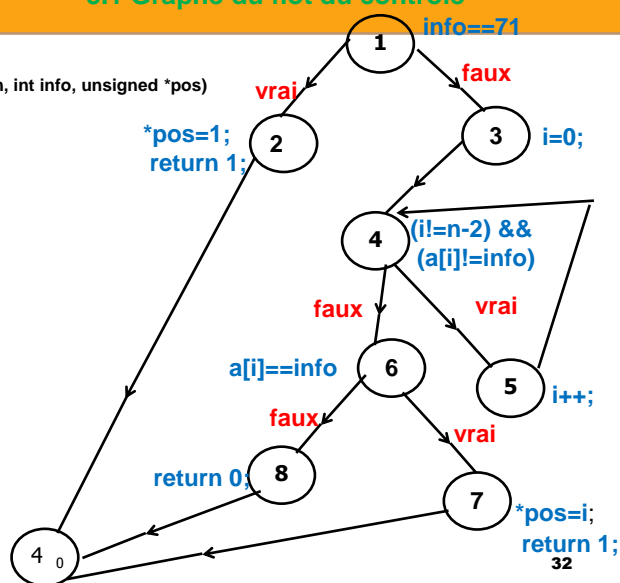 info==71
1
faux
n, int info, unsigned *pos)
vrai
*pos=1;
return 1;
2
3
i=0;
4
(i!=n-2) &&
(a[i]!=info)
faux
vrai
a[i]==info
6
5
i++;
faux
vrai
return 0;
8
7
*pos=i;
return 1;
4 0
32